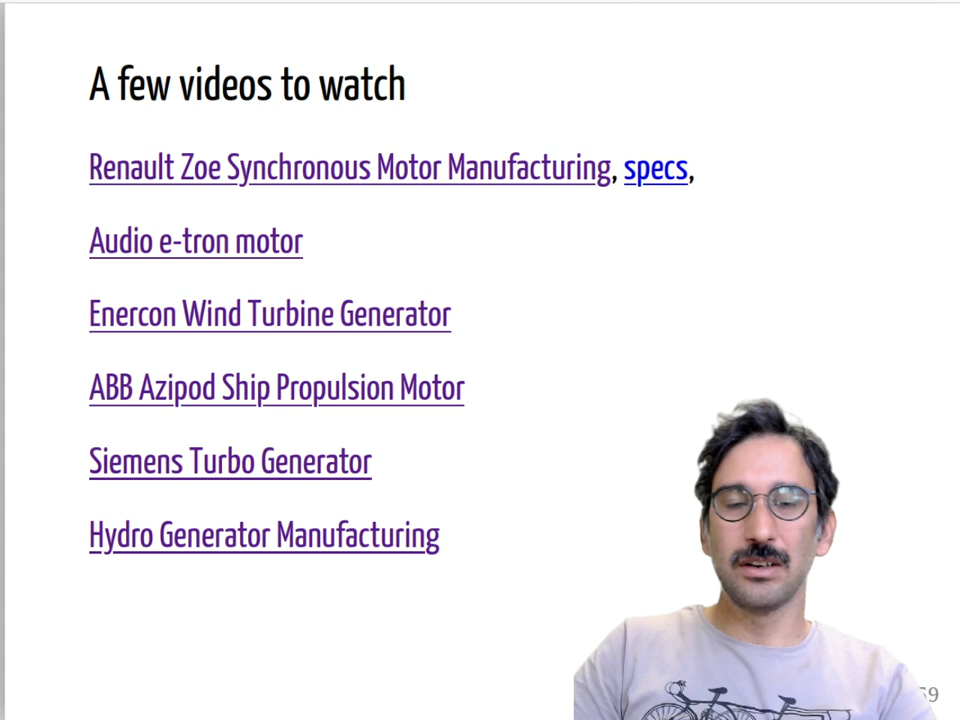 A few videos to watch
Renault Zoe Synchronous Motor Manufacturing, specs,
Audio e-tron motor
Enercon Wind Turbine Generator
ABB Azipod Ship Propulsion Motor
Siemens Turbo Generator
Hydro Generator Manufacturing
59